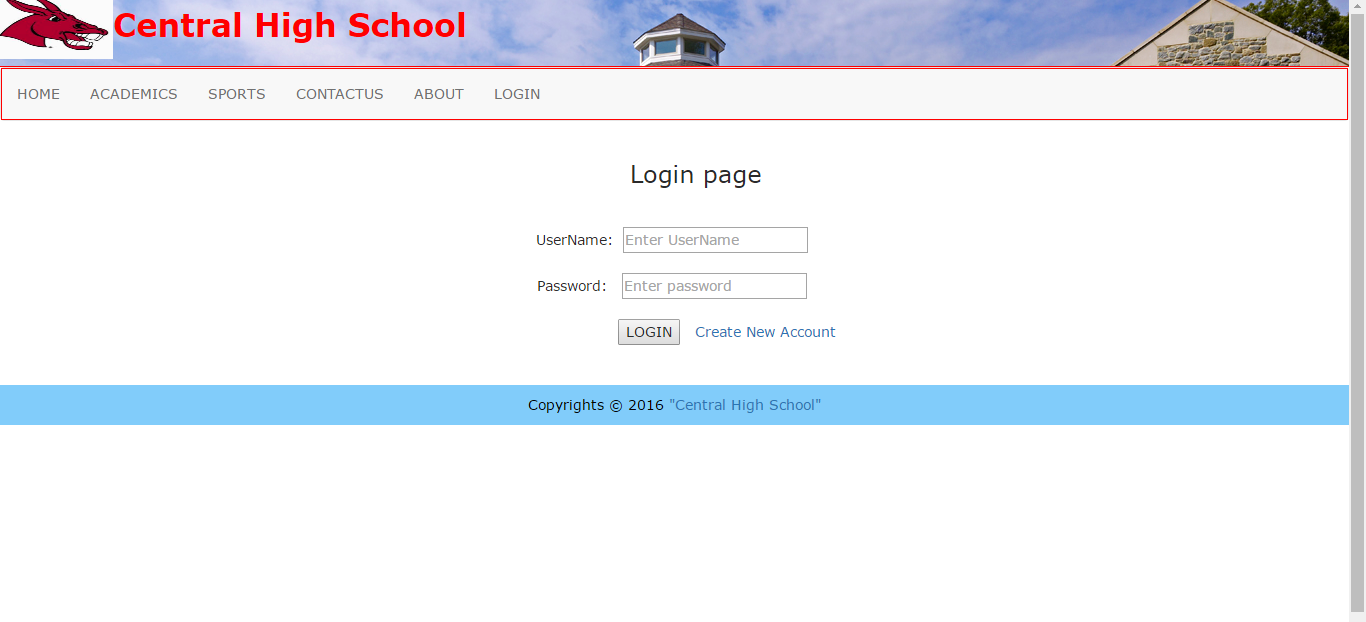 Central High School
HOME ACADEMICS SPORTS CONTACTUS ABOUT LOGIN
Login page
UserName: Enter UserName
Password: Enter password
LOGIN Create New Account
Copyrights © 2016 "Central High School"